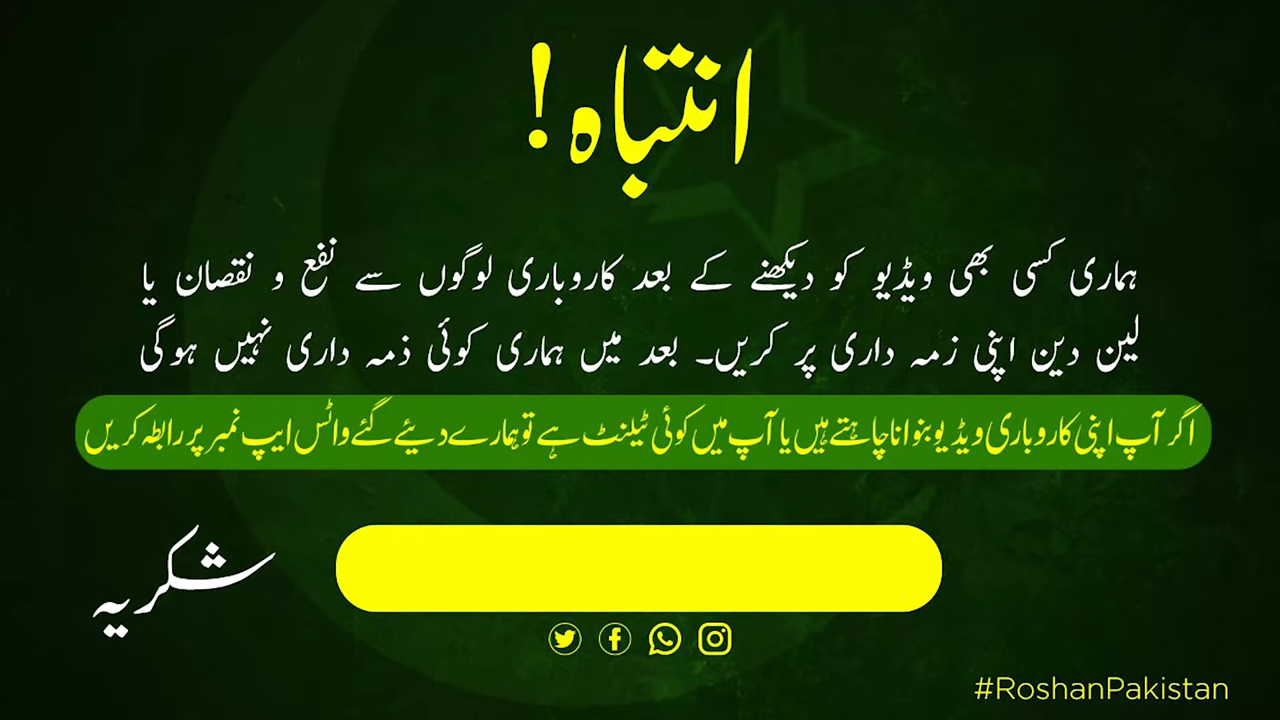 انتباہ!
ہماری کسی بھی ویڈیو کو دیکھنے کے بعد کاروباری لوگوں سے نفع و نقصان یا
لین دین اپنی زمہ داری پر کریں۔ بعد میں ہماری کوئی ذمہ داری نہیں ہوگی
اگر آپ اپنی کاروباری ویڈیو بنوانا چاہتے ہیں یا آپ میں کوئی ٹیلنٹ ہے تو ہمارے دئیے گئے واٹس ایپ نمبر پر رابطہ کریں
شکریہ
#RoshanPakistan